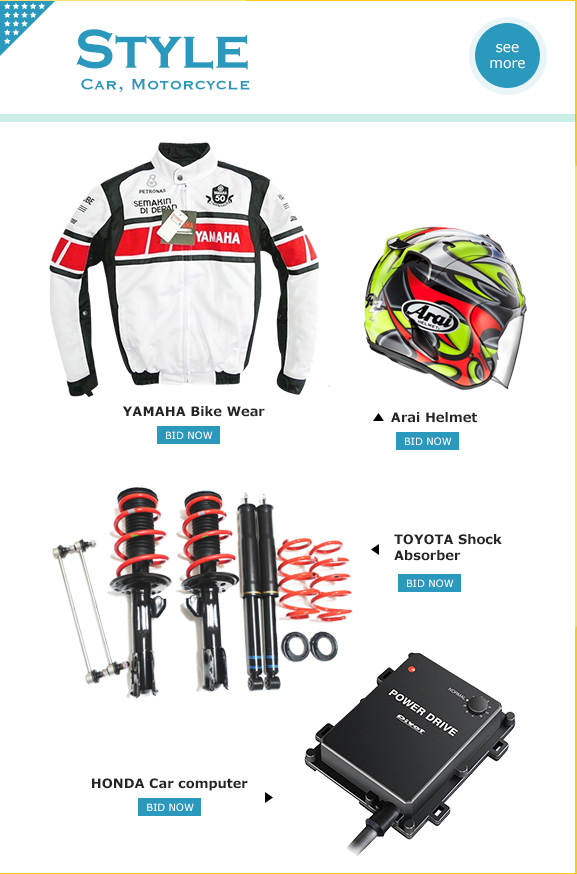 STYLE
CAR, MOTORCYCLE
see
more
PETRONAS
SEMAKIN
DI DEPAN
50
YAMAHA
YAMAHA Bike Wear
BID NOW
Arai
HELMET
Arai Helmet
BID NOW
TOYOTA Shock
Absorber
BID NOW
NORMAL
POWER DRIVE
Pivot
HONDA Car computer
BID NOW